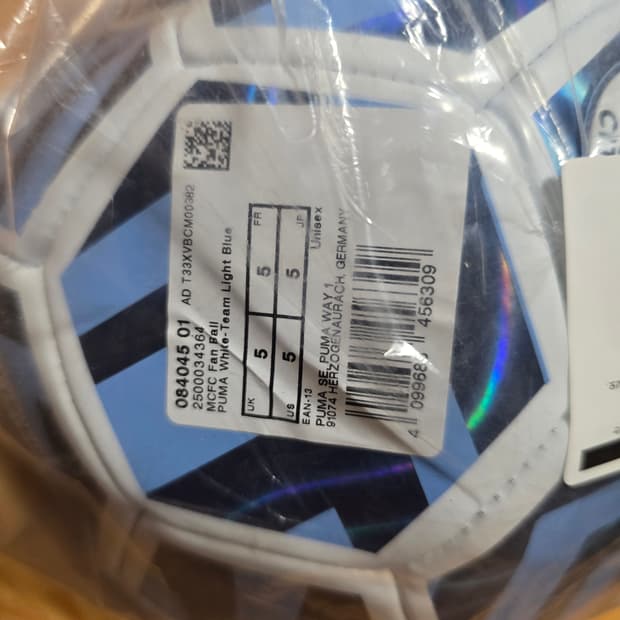 084045 01 AD T33XVBCM00382
2500034364
MCFC Fan Ball
PUMA White-Team Light Blue
UK 5 FR 5
US 5 JP 5
EAN-13 Unisex
PUMA SE, PUMA WAY 1
91074 HERZOGENAURACH, GERMANY
456309